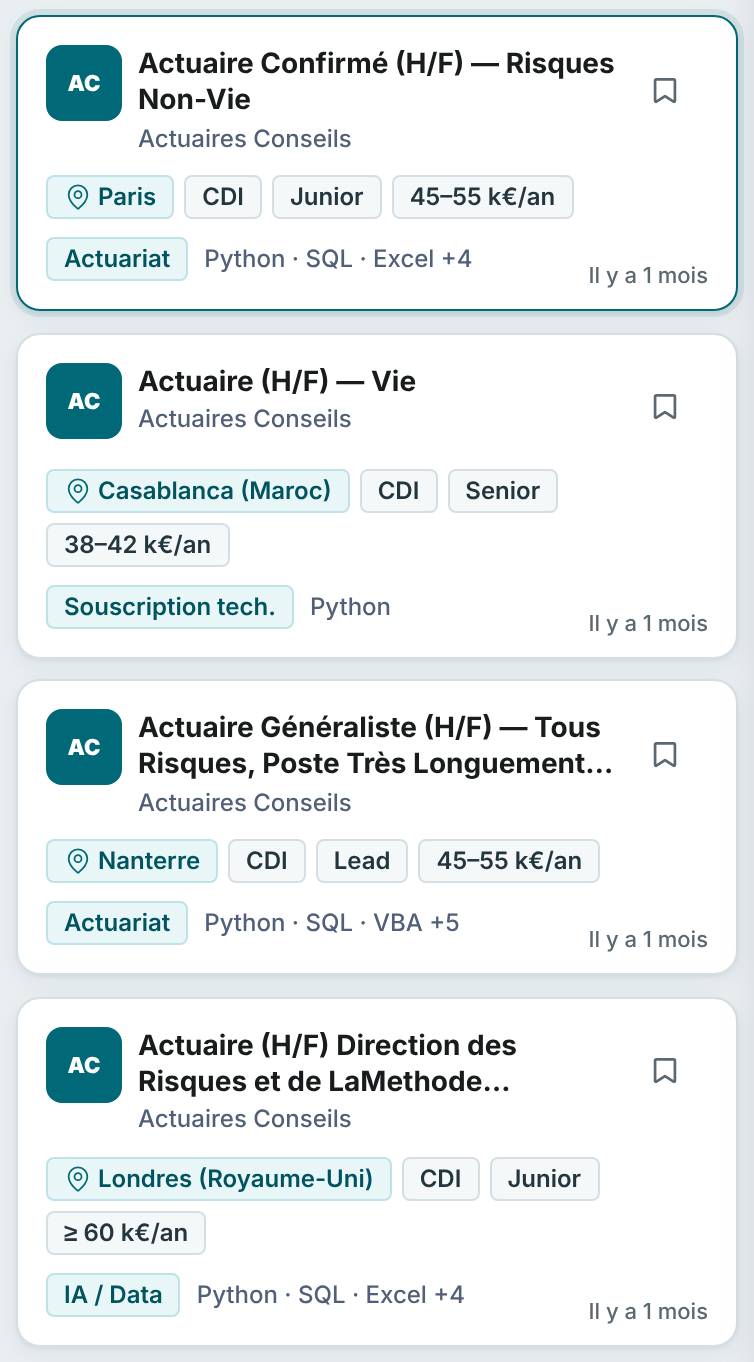 AC
Actuaire Confirmé (H/F) — Risques
Non-Vie
Actuaires Conseils
Paris CDI Junior 45–55 k€/an
Actuariat Python · SQL · Excel +4
Il y a 1 mois
AC
Actuaire (H/F) — Vie
Actuaires Conseils
Casablanca (Maroc) CDI Senior
38–42 k€/an
Souscription tech. Python
Il y a 1 mois
AC
Actuaire Généraliste (H/F) — Tous
Risques, Poste Très Longuement…
Actuaires Conseils
Nanterre CDI Lead 45–55 k€/an
Actuariat Python · SQL · VBA +5
Il y a 1 mois
AC
Actuaire (H/F) Direction des
Risques et de LaMethode…
Actuaires Conseils
Londres (Royaume-Uni) CDI Junior
≥ 60 k€/an
IA / Data Python · SQL · Excel +4
Il y a 1 mois